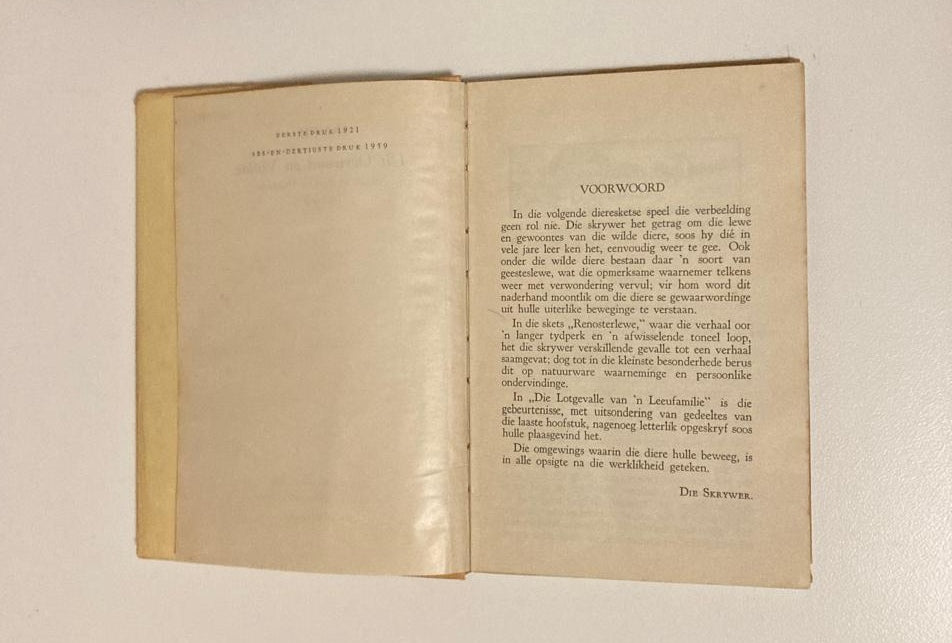 EERSTE DRUK 1921
SES-EN-DERTIGSTE DRUK 1959
VOORWOORD
In die volgende dieresketse speel die verbeelding
geen rol nie. Die skrywer het getrag om die lewe
en gewoontes van die wilde diere, soos hy dié in
vele jare leer ken het, eenvoudig weer te gee. Ook
onder die wilde diere bestaan daar 'n soort van
geesteslewe, wat die opmerksame waarnemer telkens
weer met verwondering vervul; vir hom word dit
naderhand moontlik om die diere se gewaarwordinge
uit hulle uiterlike beweginge te verstaan.
In die skets „Renosterlewe,” waar die verhaal oor
'n langer tydperk en 'n afwisselende toneel loop,
het die skrywer verskillende gevalle tot een verhaal
saamgevat; dog tot in die kleinste besonderhede berus
dit op natuurware waarneminge en persoonlike
ondervindinge.
In „Die Lotgevalle van 'n Leeufamilie” is die
gebeurtenisse, met uitsondering van gedeeltes van
die laaste hoofstuk, nagenoeg letterlik opgeskryf soos
hulle plaasgevind het.
Die omgewings waarin die diere hulle beweeg, is
in alle opsigte na die werklikheid geteken.
DIE SKRYWER.